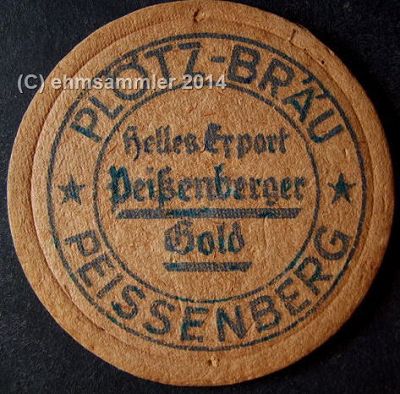 (C) ehmsammler 2014
PLÖTZ-BRÄU
Helles Export
Peißenberger
Gold
PEISSENBERG